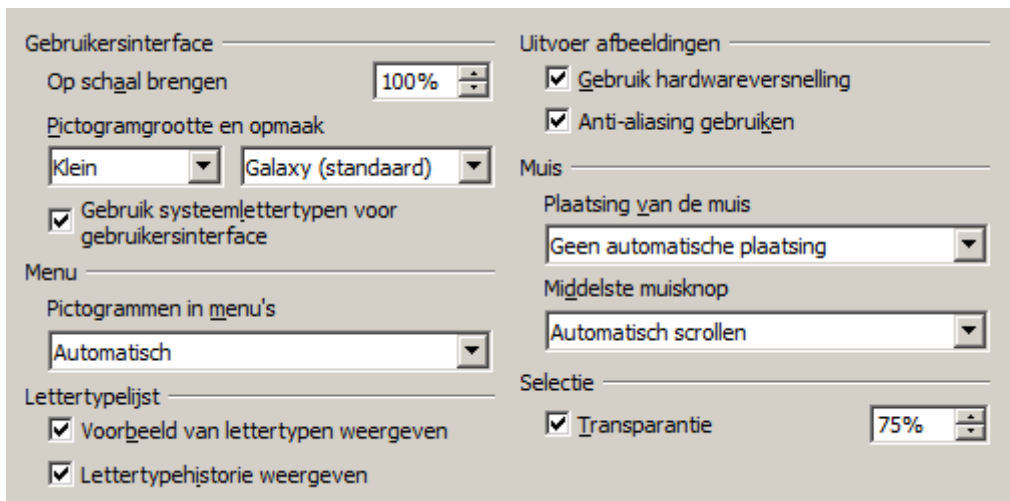 Gebruikersinterface
Op schaal brengen 100%
Pictogramgrootte en opmaak
Klein Galaxy (standaard)
Gebruik systeemlettertypen voor
gebruikersinterface
Menu
Pictogrammen in menu's
Automatisch
Lettertypelijst
Voorbeeld van lettertypen weergeven
Lettertypehistorie weergeven
Uitvoer afbeeldingen
Gebruik hardwareversnelling
Anti-aliasing gebruiken
Muis
Plaatsing van de muis
Geen automatische plaatsing
Middelste muisknop
Automatisch scrollen
Selectie
Transparantie 75%